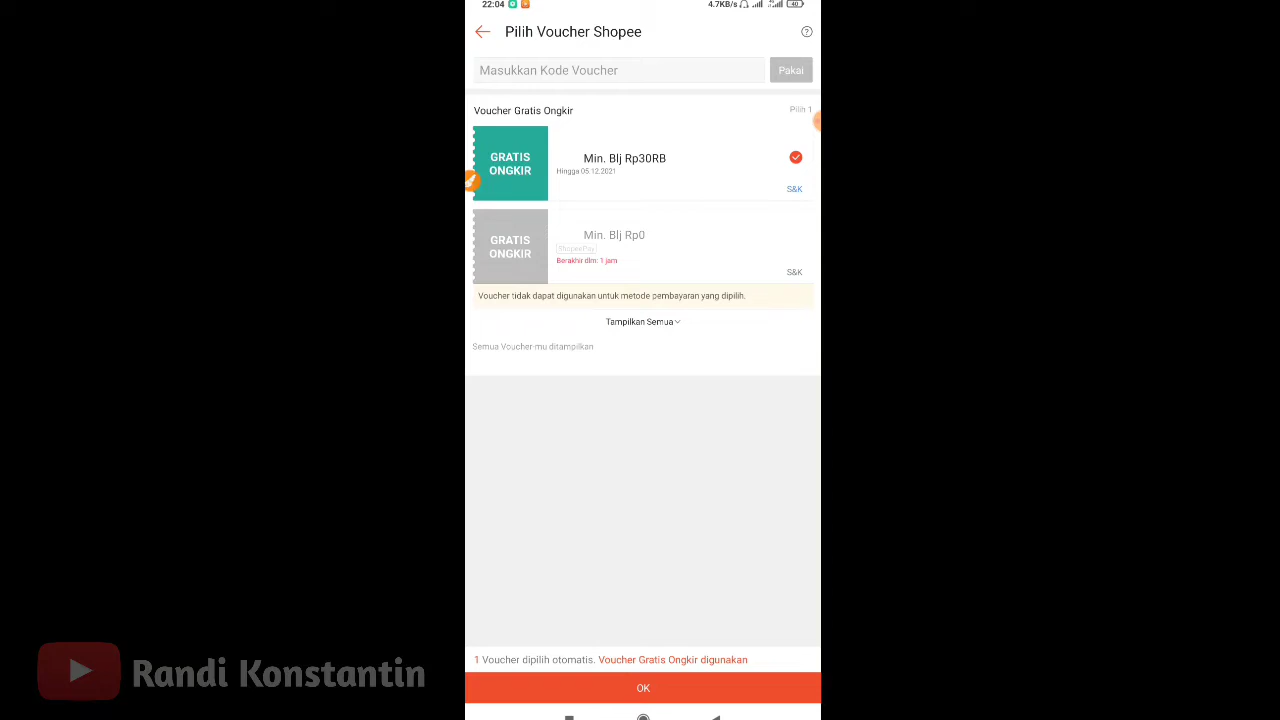 22:04
4.7KB/s
40
Pilih Voucher Shopee
?
Masukkan Kode Voucher
Pakai
Voucher Gratis Ongkir
Pilih 1
GRATIS
ONGKIR
Min. Blj Rp30RB
Hingga 05.12.2021
S&K
GRATIS
ONGKIR
Min. Blj Rp0
ShopeePay
Berakhir dlm: 1 jam
S&K
Voucher tidak dapat digunakan untuk metode pembayaran yang dipilih.
Tampilkan Semua
Semua Voucher-mu ditampilkan
1 Voucher dipilih otomatis. Voucher Gratis Ongkir digunakan
OK
Randi Konstantin